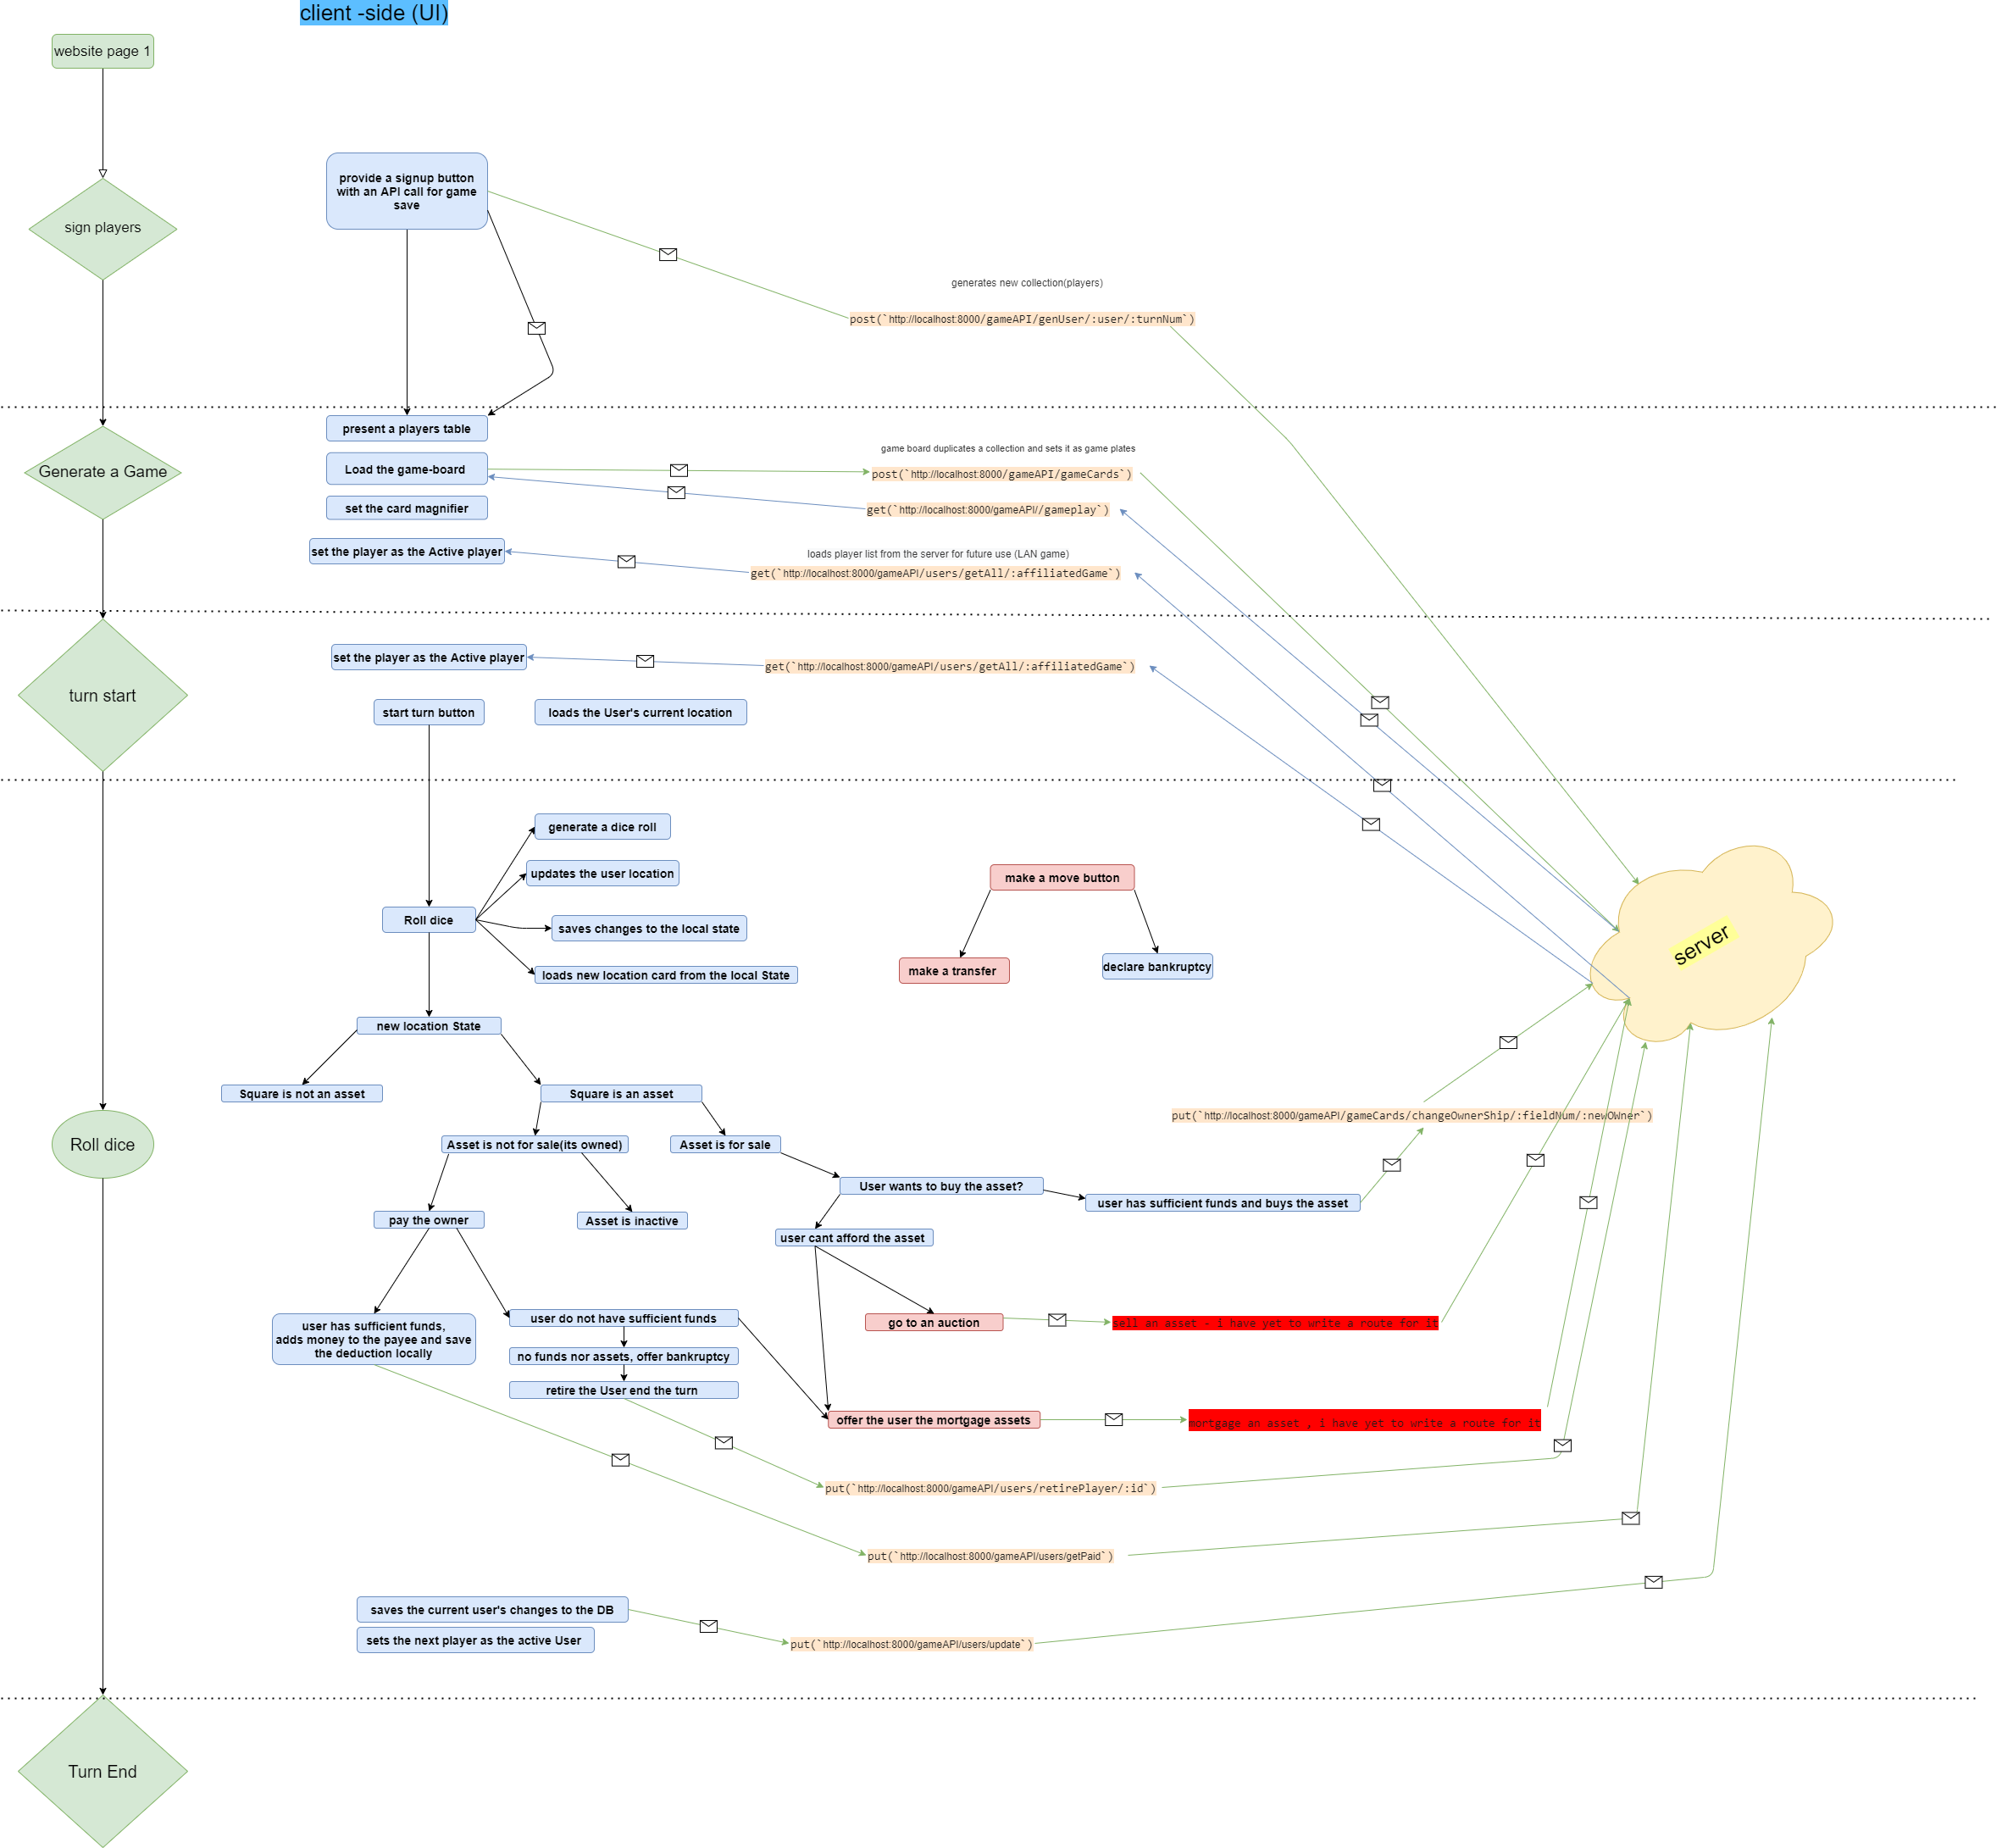 client -side (UI)
website page 1
provide a signup button
with an API call for game
save
sign players
generates new collection(players)
post(`http://localhost:8000/gameAPI/genUser/:user/:turnNum`)
present a players table
game board duplicates a collection and sets it as game plates
Generate a Game
Load the game-board
post(`http://localhost:8000/gameAPI/gameCards`)
set the card magnifier
get(`http://localhost:8000/gameAPI//gameplay`)
set the player as the Active player
loads player list from the server for future use (LAN game)
get(`http://localhost:8000/gameAPI/users/getAll/:affiliatedGame`)
set the player as the Active player
get(`http://localhost:8000/gameAPI/users/getAll/:affiliatedGame`)
turn start
start turn button
loads the User's current location
generate a dice roll
updates the user location
make a move button
Roll dice
saves changes to the local state
server
make a transfer
declare bankruptcy
loads new location card from the local State
new location State
Square is not an asset
Square is an asset
put(`http://localhost:8000/gameAPI/gameCards/changeOwnerShip/:fieldNum/:newOWner`)
Roll dice
Asset is not for sale(its owned)
Asset is for sale
User wants to buy the asset?
user has sufficient funds and buys the asset
pay the owner
Asset is inactive
user cant afford the asset
user has sufficient funds,
adds money to the payee and save
the deduction locally
user do not have sufficient funds
go to an auction
sell an asset - i have yet to write a route for it
no funds nor assets, offer bankruptcy
retire the User end the turn
offer the user the mortgage assets
mortgage an asset , i have yet to write a route for it
put(`http://localhost:8000/gameAPI/users/retirePlayer/:id`)
put(`http://localhost:8000/gameAPI/users/getPaid`)
saves the current user's changes to the DB
sets the next player as the active User
put(`http://localhost:8000/gameAPI/users/update`)
Turn End